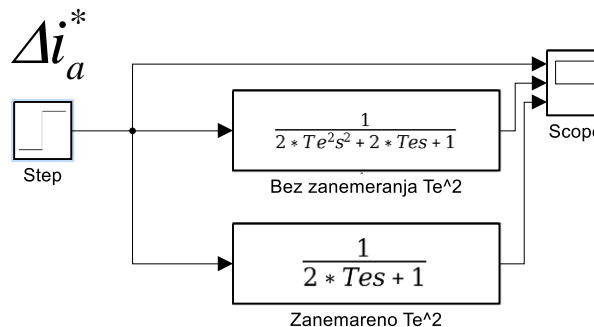 Δi*a
Step
1
2 * Te²s² + 2 * Tes + 1
Bez zanemeranja Te^2
1
2 * Tes + 1
Zanemareno Te^2
Scope